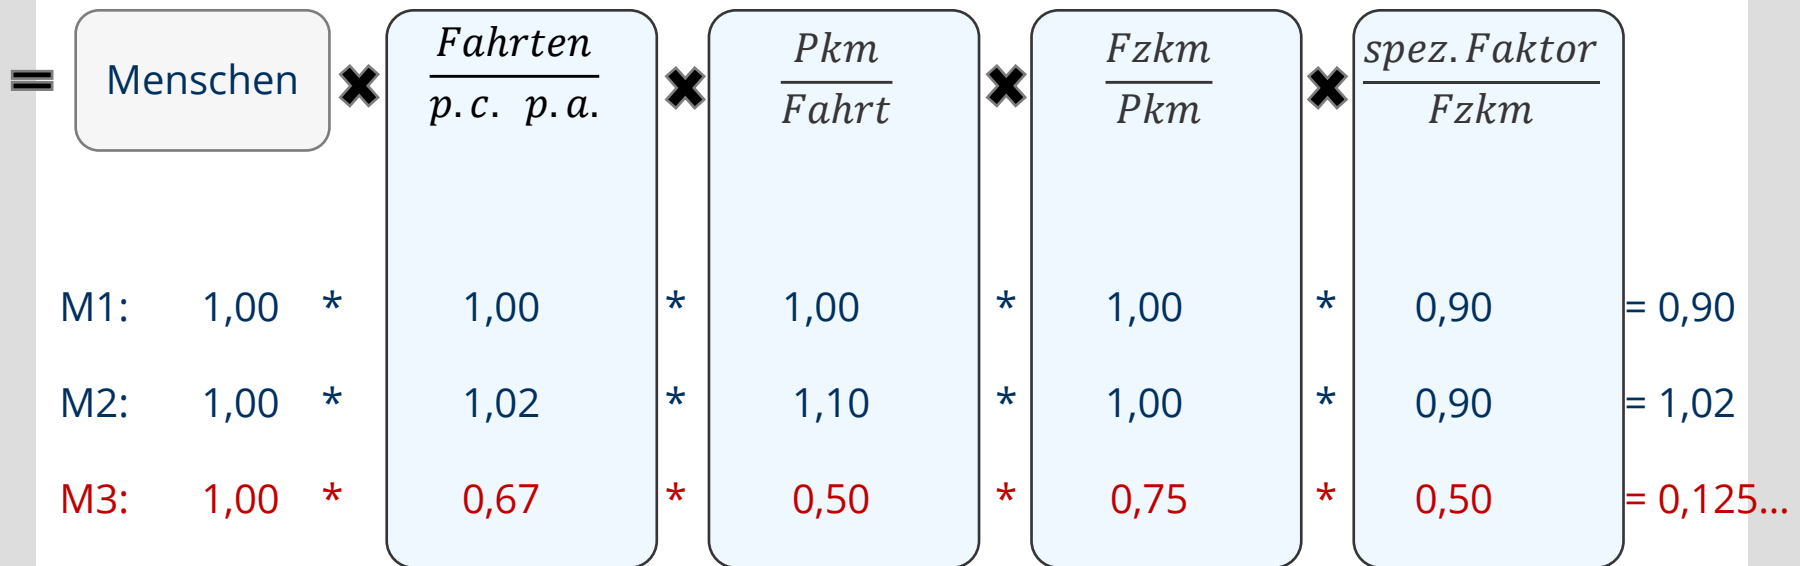 = Menschen ✖ Fahrten / p.c. p.a. ✖ Pkm / Fahrt ✖ Fzkm / Pkm ✖ spez. Faktor / Fzkm
M1: 1,00 * 1,00 * 1,00 * 1,00 * 0,90 = 0,90
M2: 1,00 * 1,02 * 1,10 * 1,00 * 0,90 = 1,02
M3: 1,00 * 0,67 * 0,50 * 0,75 * 0,50 = 0,125...